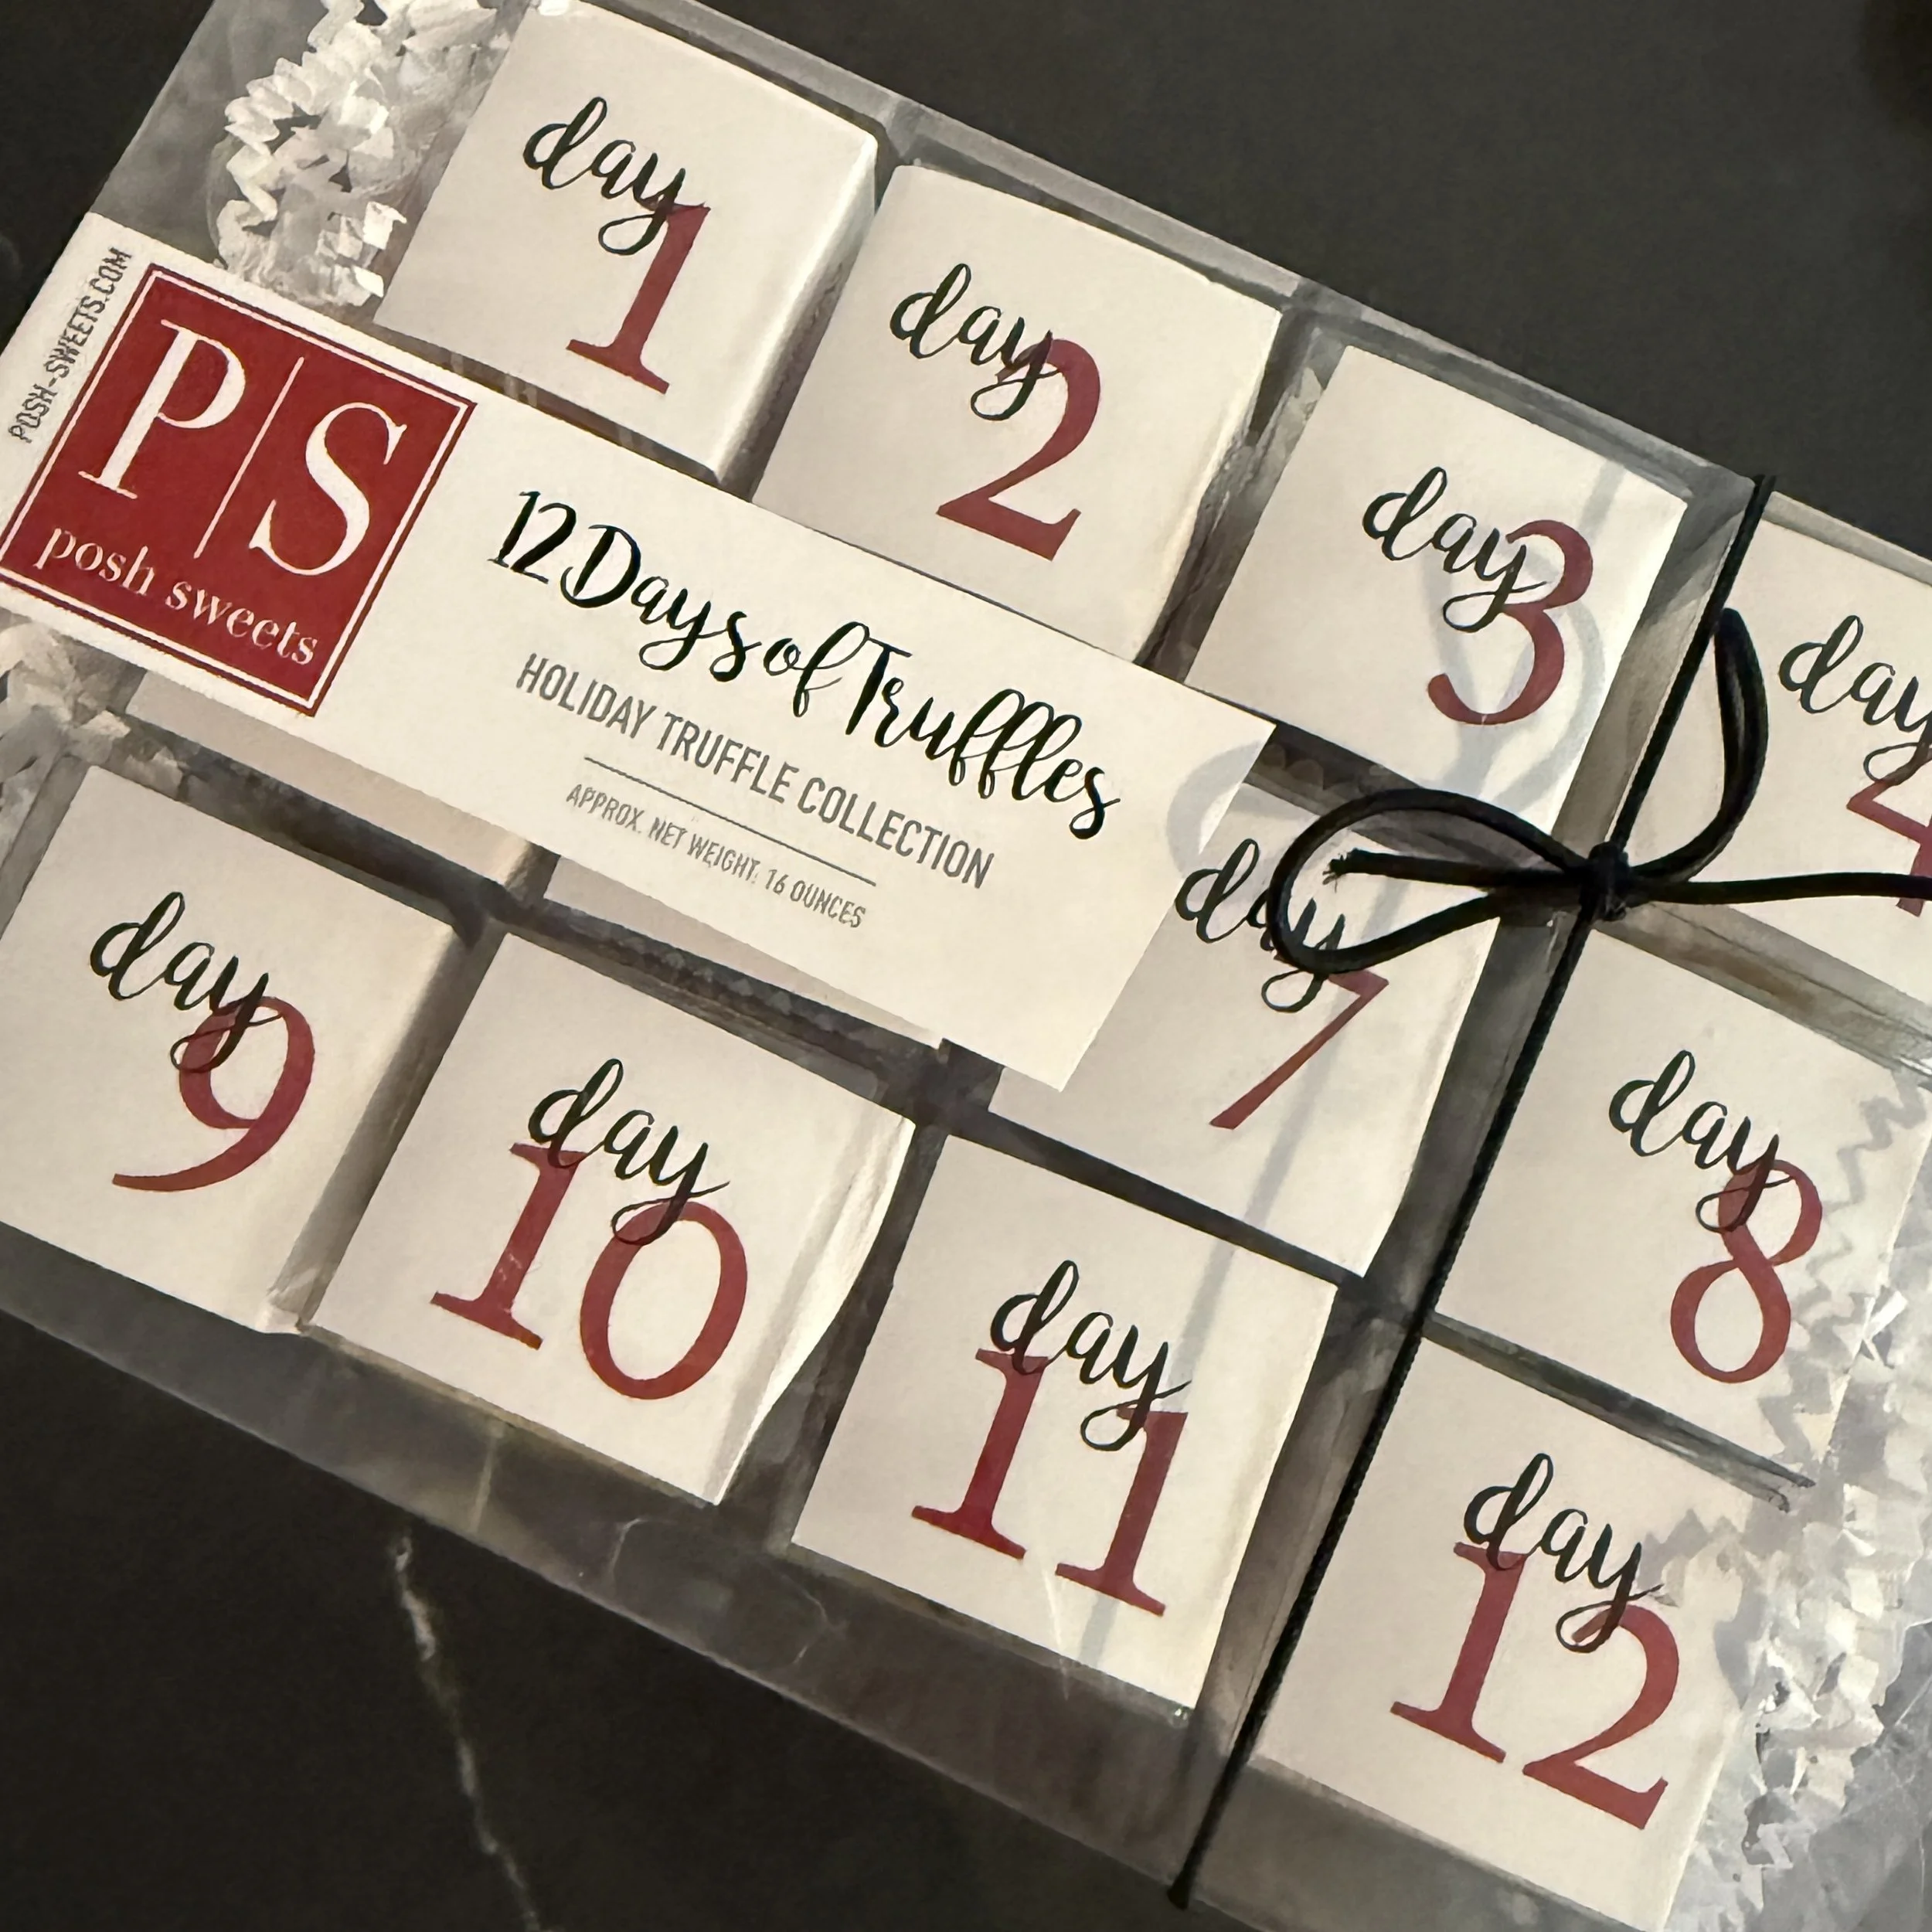 day
1
day
2
day
3
day
4
POSH-SWEETS.COM
P|S
posh sweets
12 Days of Truffles
HOLIDAY TRUFFLE COLLECTION
APPROX. NET WEIGHT: 16 OUNCES
day
7
day
8
day
9
day
10
day
11
day
12